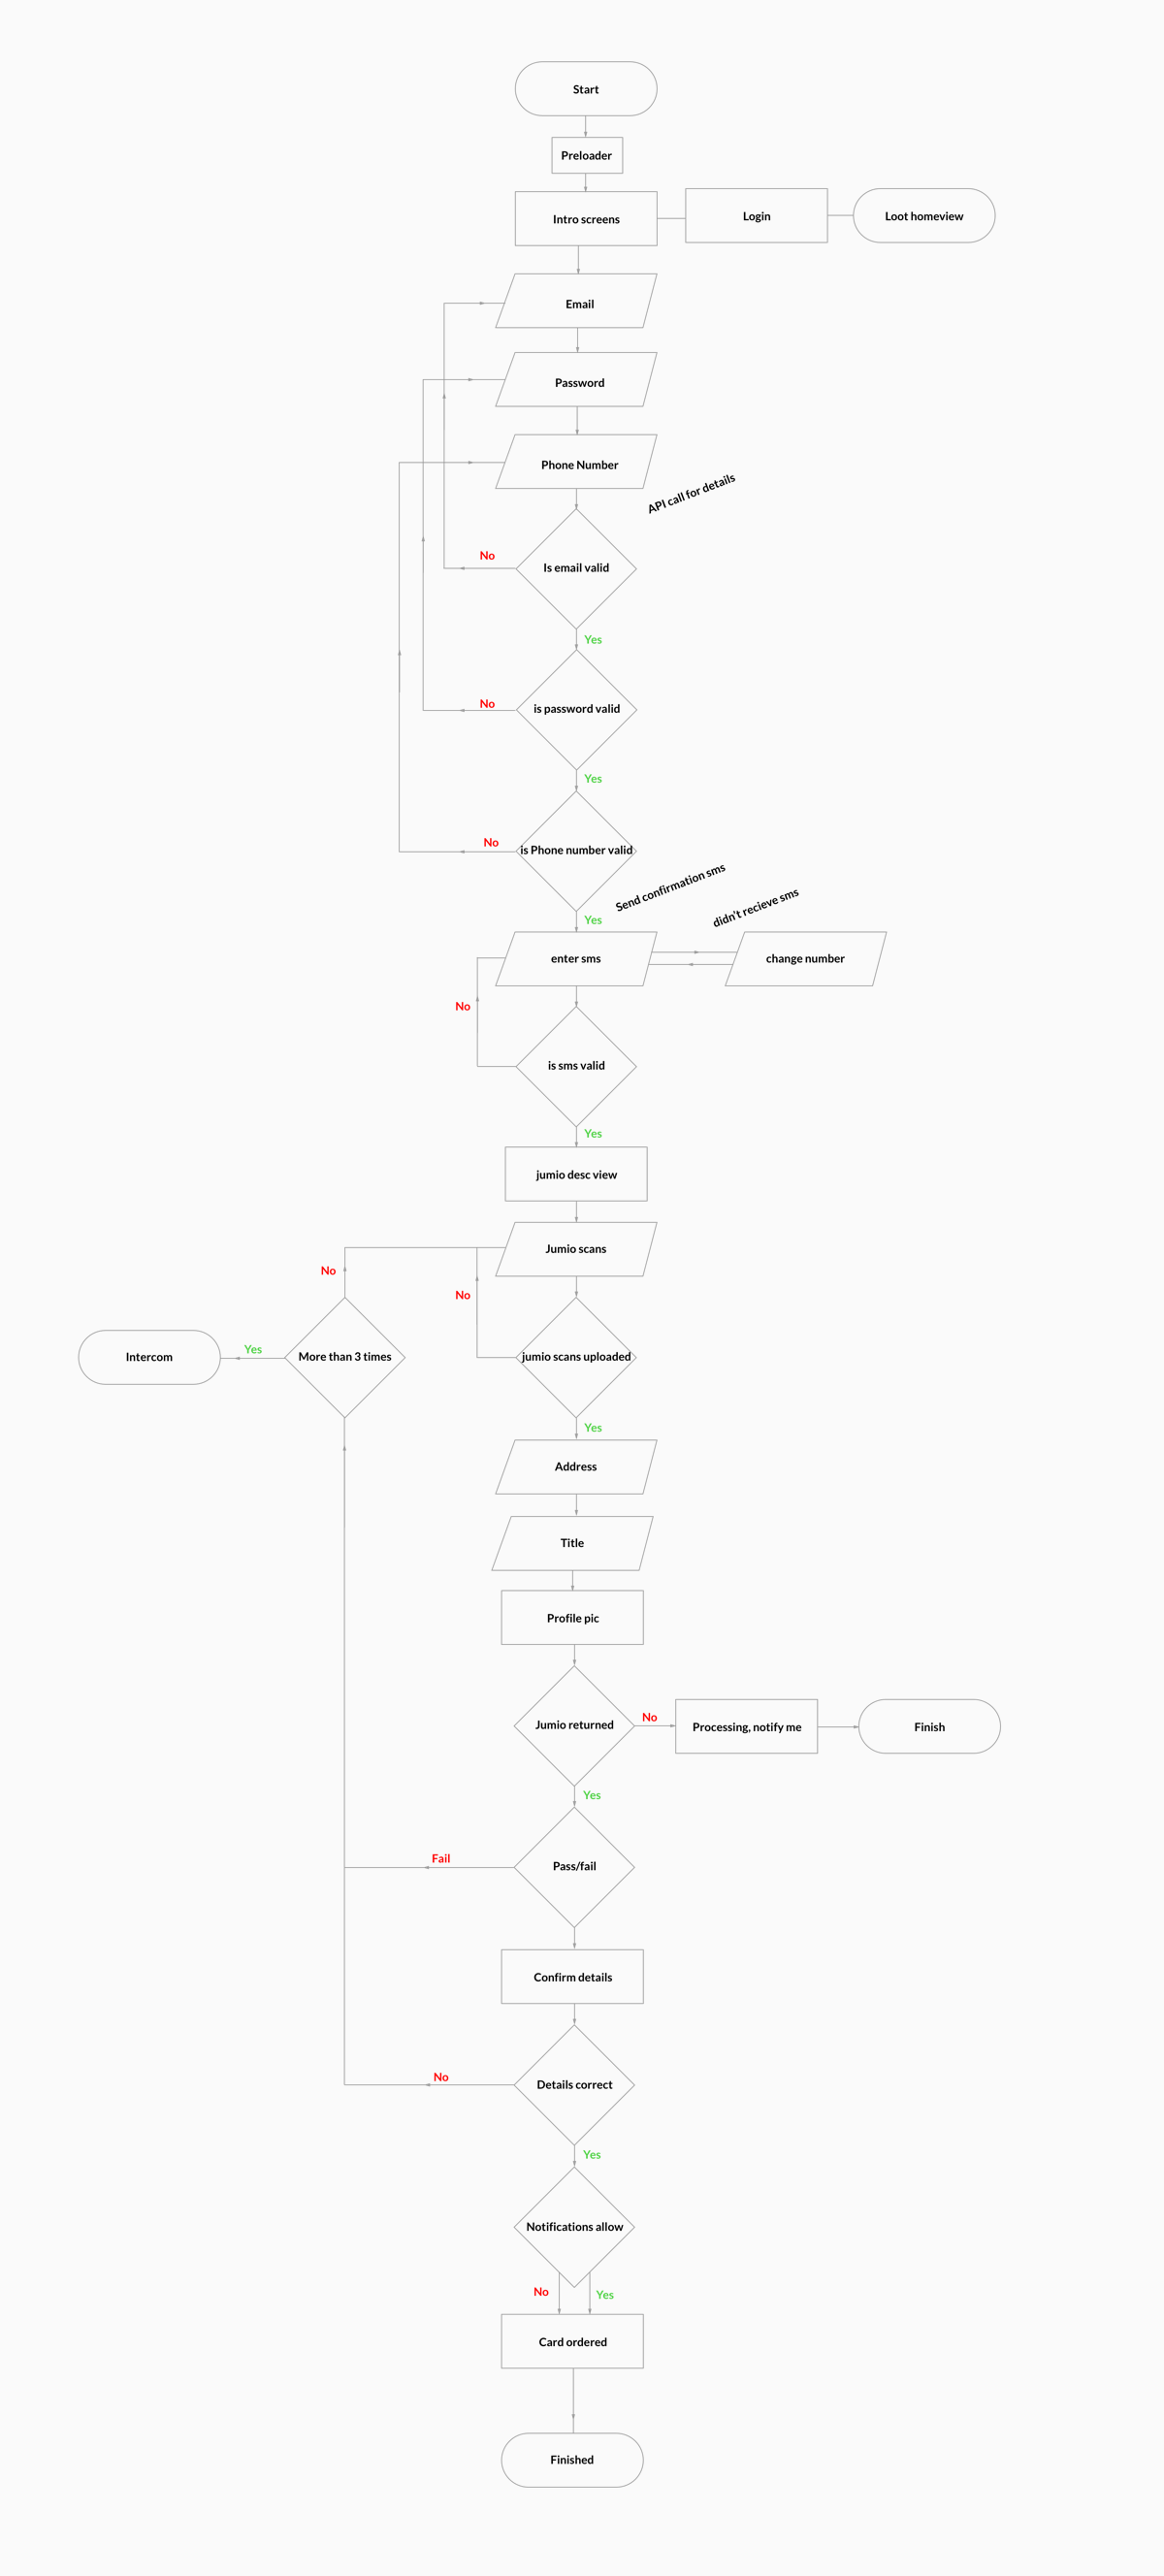 Start
Preloader
Intro screens
Login
Loot homeview
Email
Password
Phone Number
API call for details
No
Is email valid
Yes
No
is password valid
Yes
No
is Phone number valid
Send confirmation sms
didn't recieve sms
Yes
enter sms
change number
No
is sms valid
Yes
jumio desc view
Jumio scans
No
No
Intercom
Yes
More than 3 times
jumio scans uploaded
Yes
Address
Title
Profile pic
Jumio returned
No
Processing, notify me
Finish
Yes
Fail
Pass/fail
Confirm details
No
Details correct
Yes
Notifications allow
No
Yes
Card ordered
Finished